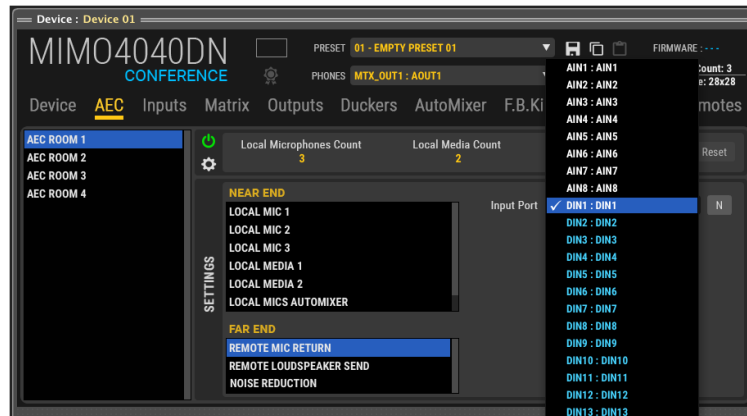 Device : Device 01
MIMO4040DN
CONFERENCE
PRESET 01 - EMPTY PRESET 01
PHONES MTX_OUT1 : AOUT1
FIRMWARE : ---
Count: 3
e: 28x28
Device AEC Inputs Matrix Outputs Duckers AutoMixer F.B.Ki motes
AEC ROOM 1
AEC ROOM 2
AEC ROOM 3
AEC ROOM 4
Local Microphones Count
3
Local Media Count
2
Reset
SETTINGS
NEAR END
LOCAL MIC 1
LOCAL MIC 2
LOCAL MIC 3
LOCAL MEDIA 1
LOCAL MEDIA 2
LOCAL MICS AUTOMIXER
FAR END
REMOTE MIC RETURN
REMOTE LOUDSPEAKER SEND
NOISE REDUCTION
Input Port
N
AIN1 : AIN1
AIN2 : AIN2
AIN3 : AIN3
AIN4 : AIN4
AIN5 : AIN5
AIN6 : AIN6
AIN7 : AIN7
AIN8 : AIN8
✓ DIN1 : DIN1
DIN2 : DIN2
DIN3 : DIN3
DIN4 : DIN4
DIN5 : DIN5
DIN6 : DIN6
DIN7 : DIN7
DIN8 : DIN8
DIN9 : DIN9
DIN10 : DIN10
DIN11 : DIN11
DIN12 : DIN12
DIN13 : DIN13